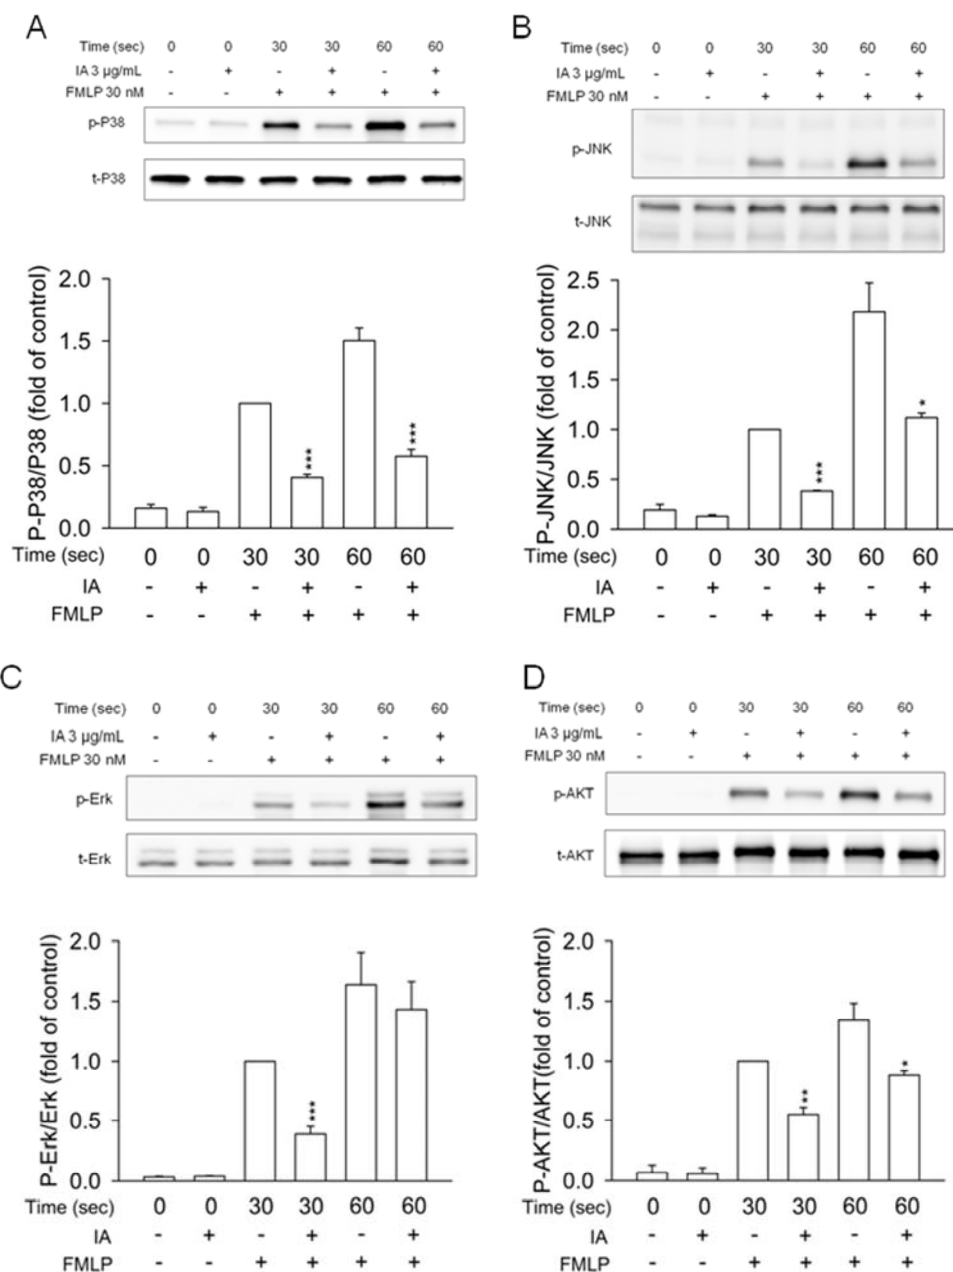 A
Time (sec) 0 0 30 30 60 60
IA 3 µg/mL - + - + - +
FMLP 30 nM - - + + + +
p-P38
t-P38
P-P38/P38 (fold of control)
2.0
1.5
1.0
0.5
0.0
***
***
Time (sec) 0 0 30 30 60 60
IA - + - + - +
FMLP - - + + + +
B
Time (sec) 0 0 30 30 60 60
IA 3 µg/mL - + - + - +
FMLP 30 nM - - + + + +
p-JNK
t-JNK
P-JNK/JNK (fold of control)
2.5
2.0
1.5
1.0
0.5
0.0
***
*
Time (sec) 0 0 30 30 60 60
IA - + - + - +
FMLP - - + + + +
C
Time (sec) 0 0 30 30 60 60
IA 3 µg/mL - + - + - +
FMLP 30 nM - - + + + +
p-Erk
t-Erk
P-Erk/Erk (fold of control)
2.0
1.5
1.0
0.5
0.0
***
Time (sec) 0 0 30 30 60 60
IA - + - + - +
FMLP - - + + + +
D
Time (sec) 0 0 30 30 60 60
IA 3 µg/mL - + - + - +
FMLP 30 nM - - + + + +
p-AKT
t-AKT
P-AKT/AKT(fold of control)
2.0
1.5
1.0
0.5
0.0
**
*
Time (sec) 0 0 30 30 60 60
IA - + - + - +
FMLP - - + + + +